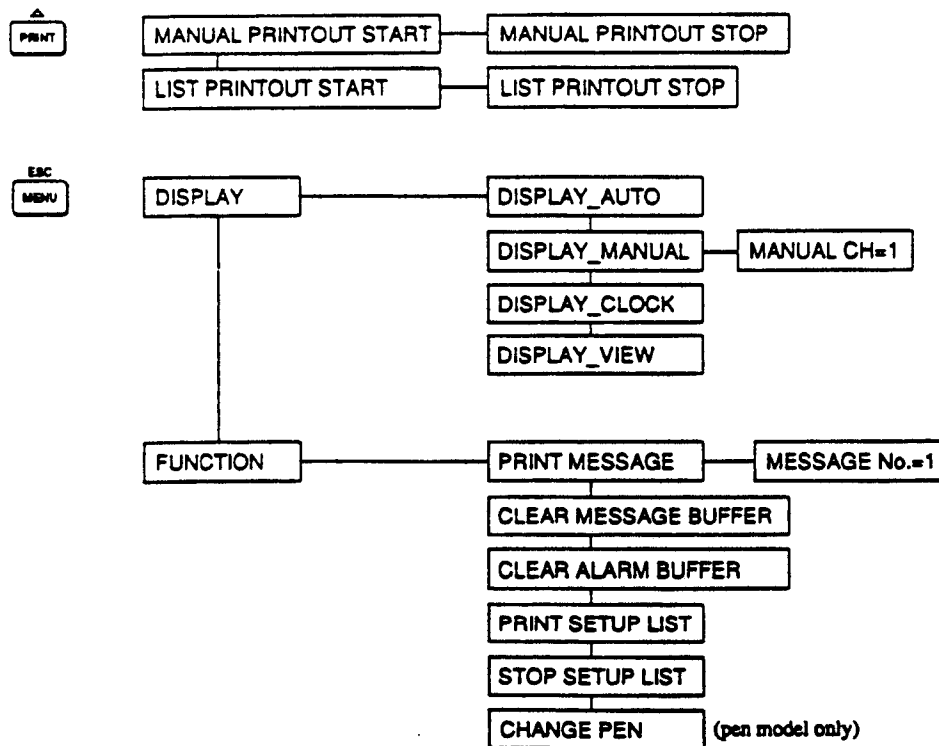 PRINT
MANUAL PRINTOUT START
MANUAL PRINTOUT STOP
LIST PRINTOUT START
LIST PRINTOUT STOP
ESC
MENU
DISPLAY
DISPLAY_AUTO
DISPLAY_MANUAL
MANUAL CH=1
DISPLAY_CLOCK
DISPLAY_VIEW
FUNCTION
PRINT MESSAGE
MESSAGE No.=1
CLEAR MESSAGE BUFFER
CLEAR ALARM BUFFER
PRINT SETUP LIST
STOP SETUP LIST
CHANGE PEN (pen model only)